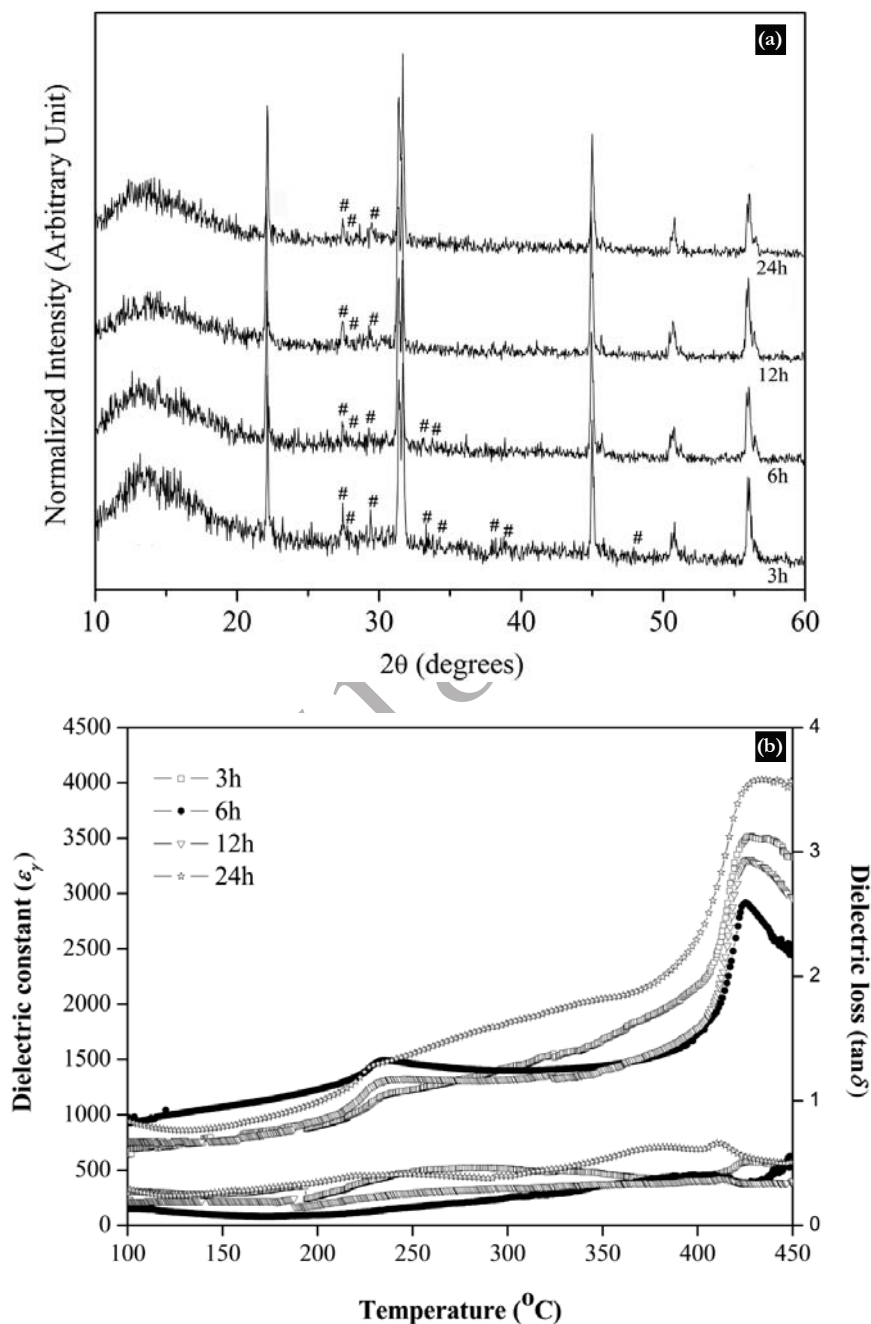 (a)
Normalized Intensity (Arbitrary Unit)
# # #
24h
# # #
12h
# # # # #
6h
# # # # # # # #
3h
10 20 30 40 50 60
2θ (degrees)
(b)
4500
4000
3500
3000
2500
2000
1500
1000
500
0
Dielectric constant (εγ)
3h
6h
12h
24h
4
3
2
1
0
Dielectric loss (tanδ)
100 150 200 250 300 350 400 450
Temperature (°C)